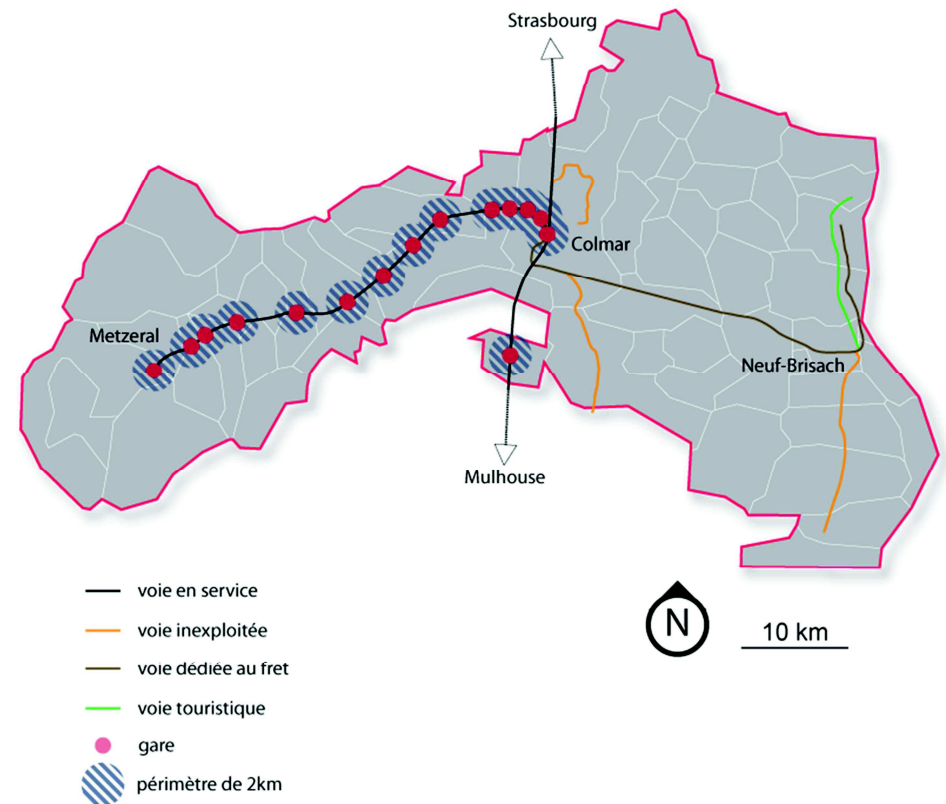 Strasbourg
Colmar
Metzeral
Neuf-Brisach
Mulhouse
voie en service
voie inexploitée
voie dédiée au fret
voie touristique
gare
périmètre de 2km
N
10 km